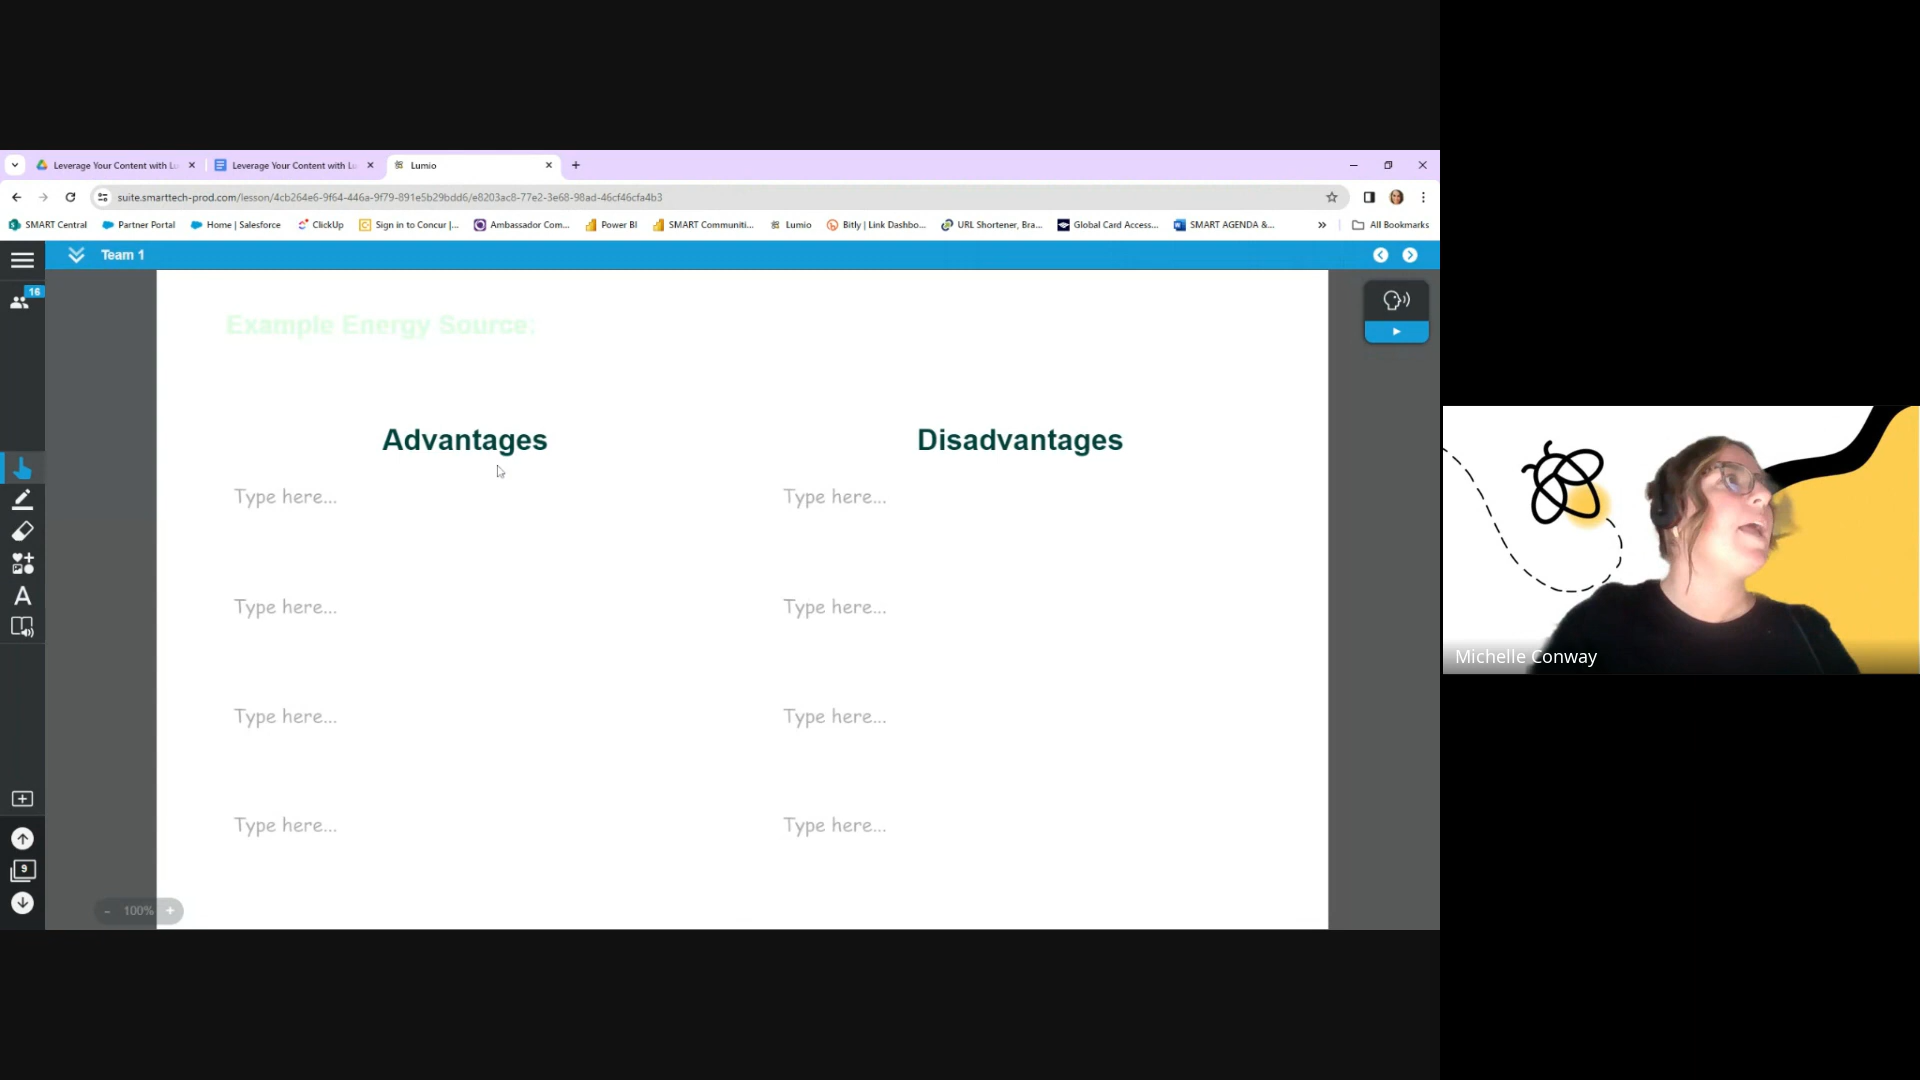 Leverage Your Content with Lu
Leverage Your Content with Lu
Lumio
suite.smarttech-prod.com/lesson/4cb264e6-9f64-446a-9f79-891e5b29bdd6/e8203ac8-77e2-3e68-98ad-46cf46cfa4b3
SMART Central
Partner Portal
Home | Salesforce
ClickUp
Sign in to Concur |...
Ambassador Com...
Power BI
SMART Communiti...
Lumio
Bitly | Link Dashbo...
URL Shortener, Bra...
Global Card Access...
SMART AGENDA &...
All Bookmarks
Team 1
16
Example Energy Source:
Advantages
Disadvantages
Type here...
Type here...
Type here...
Type here...
Type here...
Type here...
Type here...
Type here...
A
9
- 100% +
Michelle Conway